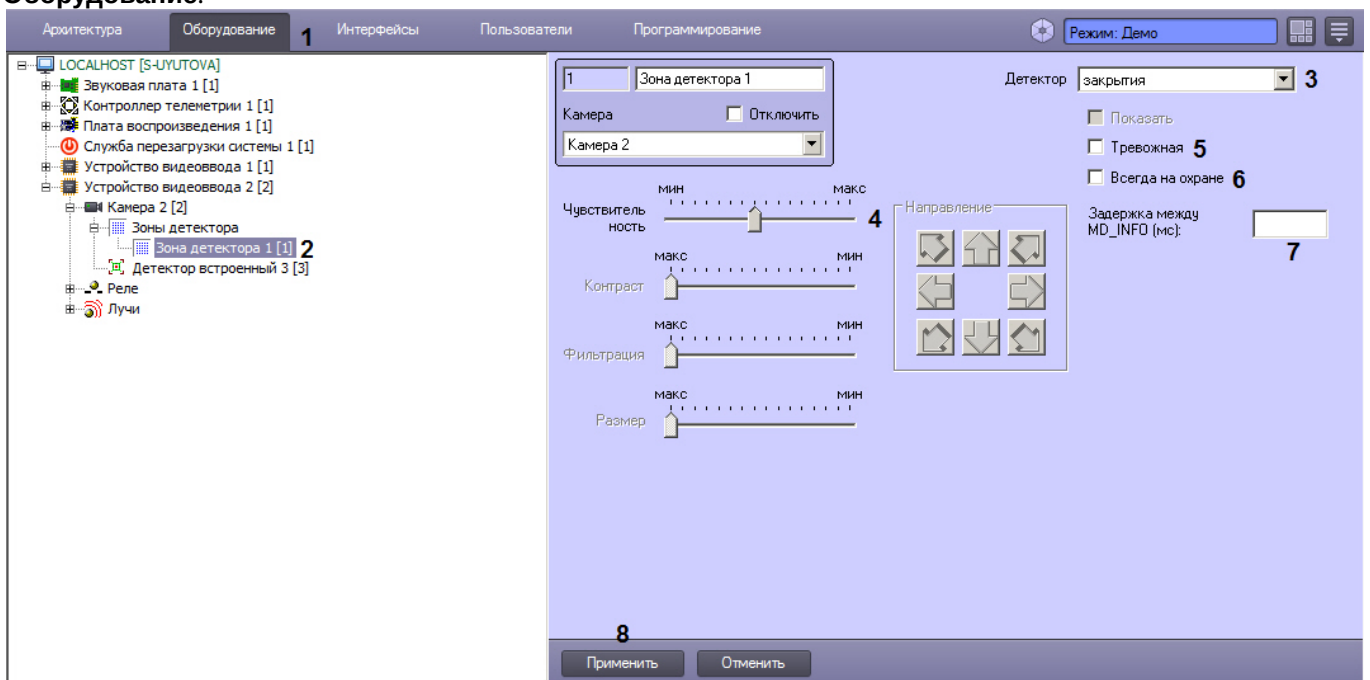 Оборудование.
Архитектура Оборудование 1 Интерфейсы Пользователи Программирование Режим: Демо
LOCALHOST [S-UYUTOVA]
Звуковая плата 1 [1]
Контроллер телеметрии 1 [1]
Плата воспроизведения 1 [1]
Служба перезагрузки системы 1 [1]
Устройство видеоввода 1 [1]
Устройство видеоввода 2 [2]
Камера 2 [2]
Зоны детектора
Зона детектора 1 [1] 2
Детектор встроенный 3 [3]
Реле
Лучи
1 Зона детектора 1
Камера Отключить
Камера 2
Детектор закрытия 3
Показать
Тревожная 5
Всегда на охране 6
Задержка между
MD_INFO (мс):
7
мин макс
Чувствитель
ность
4
макс мин
Контраст
макс мин
Фильтрация
макс мин
Размер
Направление
8
Применить Отменить